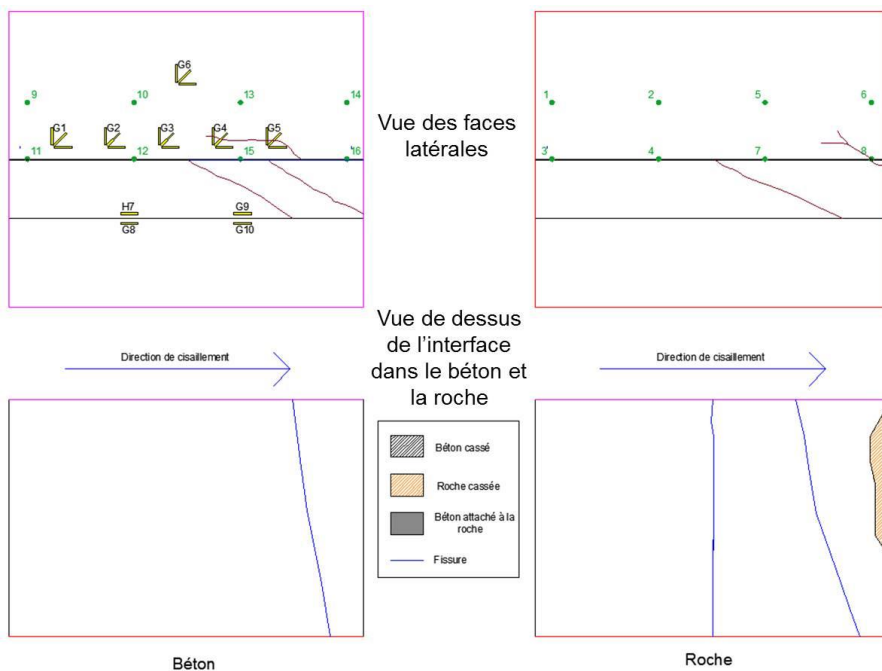 G6
9
10
13
14
G1
G2
G3
G4
G5
11
12
15
16
H7
G9
G8
G10
Vue des faces
latérales
1
2
5
6
3
4
7
8
Vue de dessus
de l'interface
dans le béton et
la roche
Direction de cisaillement
Direction de cisaillement
Béton cassé
Roche cassée
Béton attaché à la
roche
Fissure
Béton
Roche